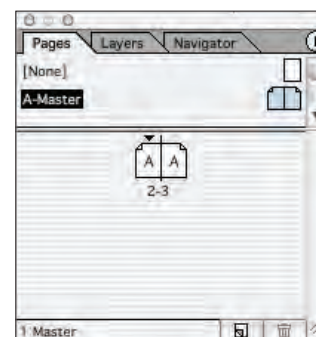 Pages Layers Navigator
[None]
A-Master
A A
2-3
1 Master